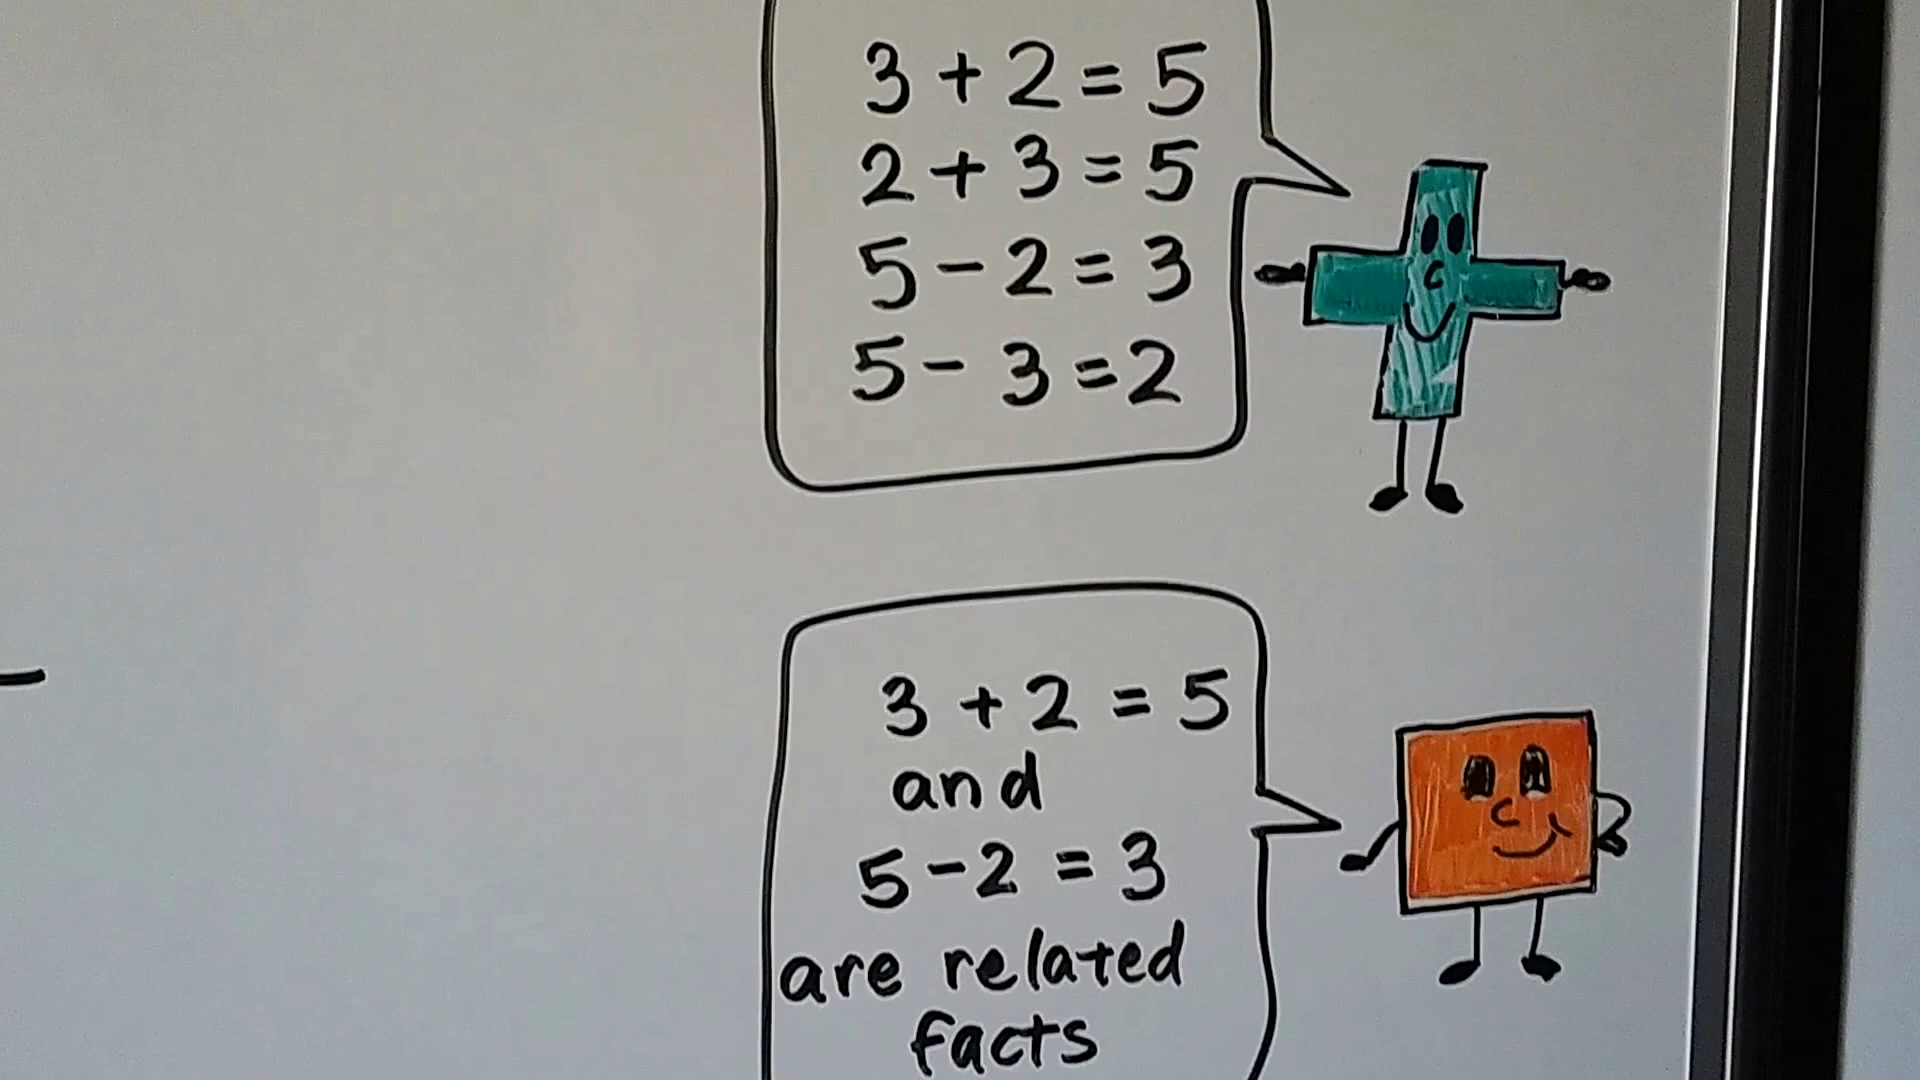 3 + 2 = 5
2 + 3 = 5
5 - 2 = 3
5 - 3 = 2
3 + 2 = 5
and
5 - 2 = 3
are related
facts